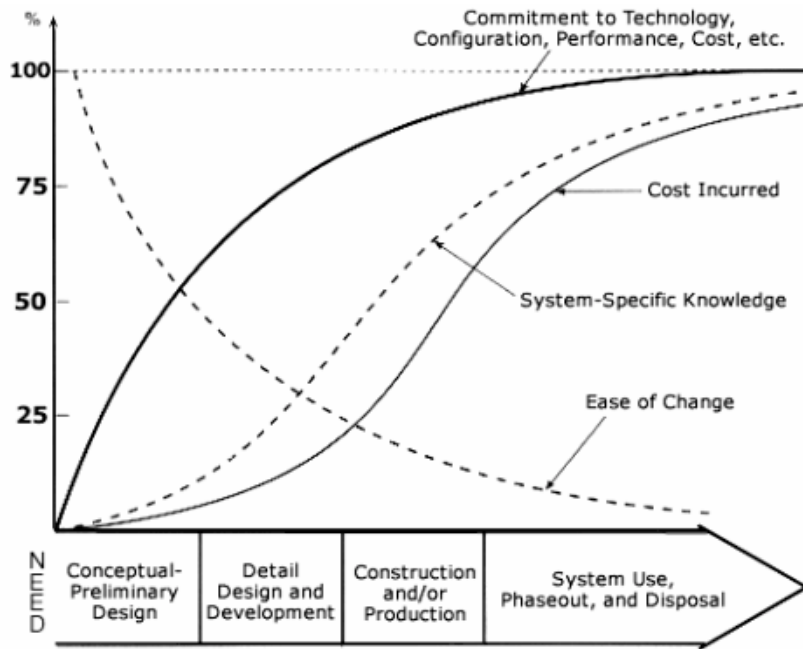 %
Commitment to Technology,
Configuration, Performance, Cost, etc.
100
75
Cost Incurred
50
System-Specific Knowledge
Ease of Change
25
NEED
Conceptual-
Preliminary
Design
Detail
Design and
Development
Construction
and/or
Production
System Use,
Phaseout, and Disposal